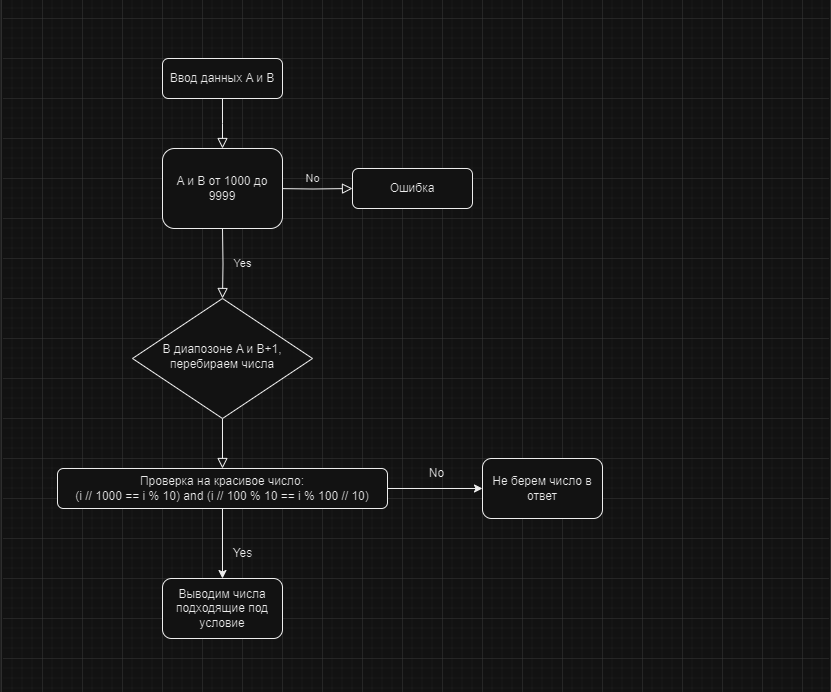 Ввод данных А и В
А и В от 1000 до
9999
No
Ошибка
Yes
В диапозоне А и В+1,
перебираем числа
Проверка на красивое число:
(i // 1000 == i % 10) and (i // 100 % 10 == i % 100 // 10)
No
Не берем число в
ответ
Yes
Выводим числа
подходящие под
условие